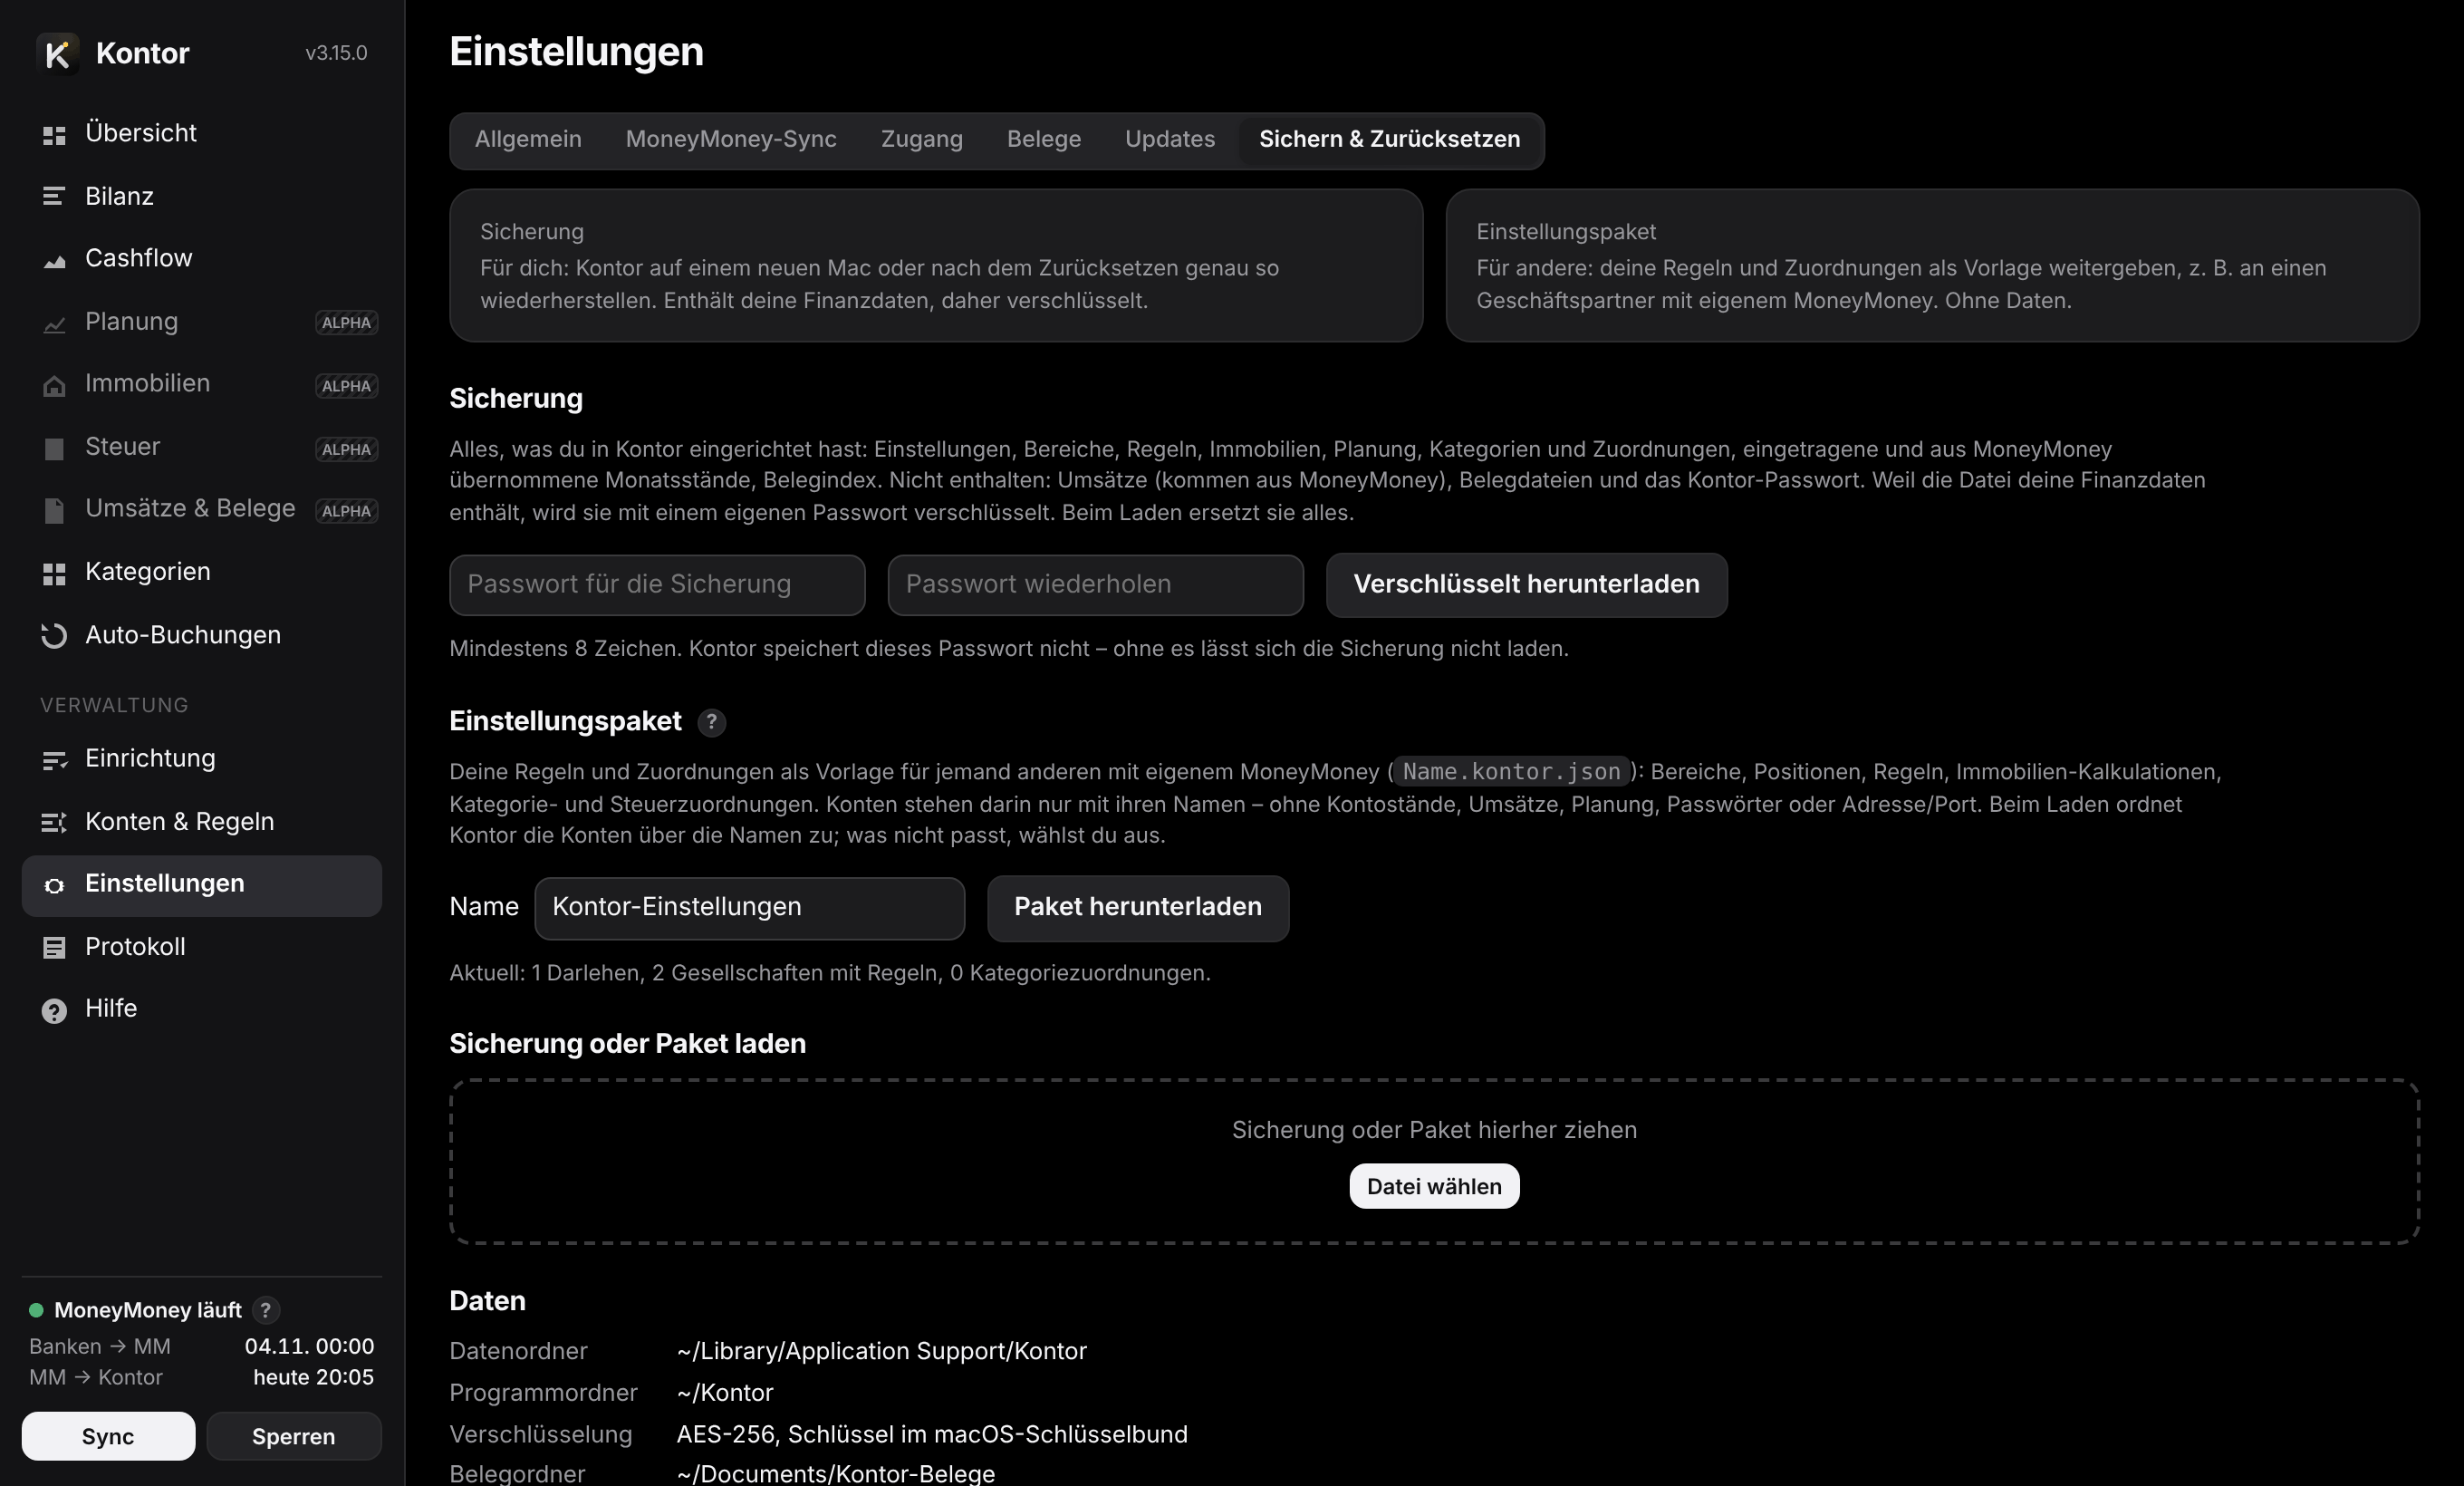 Kontor
v3.15.0
Übersicht
Bilanz
Cashflow
Planung ALPHA
Immobilien ALPHA
Steuer ALPHA
Umsätze & Belege ALPHA
Kategorien
Auto-Buchungen
VERWALTUNG
Einrichtung
Konten & Regeln
Einstellungen
Protokoll
Hilfe
MoneyMoney läuft ?
Banken → MM 04.11. 00:00
MM → Kontor heute 20:05
Sync Sperren
Einstellungen
Allgemein MoneyMoney-Sync Zugang Belege Updates Sichern & Zurücksetzen
Sicherung
Für dich: Kontor auf einem neuen Mac oder nach dem Zurücksetzen genau so
wiederherstellen. Enthält deine Finanzdaten, daher verschlüsselt.
Einstellungspaket
Für andere: deine Regeln und Zuordnungen als Vorlage weitergeben, z. B. an einen
Geschäftspartner mit eigenem MoneyMoney. Ohne Daten.
Sicherung
Alles, was du in Kontor eingerichtet hast: Einstellungen, Bereiche, Regeln, Immobilien, Planung, Kategorien und Zuordnungen, eingetragene und aus MoneyMoney
übernommene Monatsstände, Belegindex. Nicht enthalten: Umsätze (kommen aus MoneyMoney), Belegdateien und das Kontor-Passwort. Weil die Datei deine Finanzdaten
enthält, wird sie mit einem eigenen Passwort verschlüsselt. Beim Laden ersetzt sie alles.
Passwort für die Sicherung Passwort wiederholen Verschlüsselt herunterladen
Mindestens 8 Zeichen. Kontor speichert dieses Passwort nicht – ohne es lässt sich die Sicherung nicht laden.
Einstellungspaket ?
Deine Regeln und Zuordnungen als Vorlage für jemand anderen mit eigenem MoneyMoney (Name.kontor.json): Bereiche, Positionen, Regeln, Immobilien-Kalkulationen,
Kategorie- und Steuerzuordnungen. Konten stehen darin nur mit ihren Namen – ohne Kontostände, Umsätze, Planung, Passwörter oder Adresse/Port. Beim Laden ordnet
Kontor die Konten über die Namen zu; was nicht passt, wählst du aus.
Name Kontor-Einstellungen Paket herunterladen
Aktuell: 1 Darlehen, 2 Gesellschaften mit Regeln, 0 Kategoriezuordnungen.
Sicherung oder Paket laden
Sicherung oder Paket hierher ziehen
Datei wählen
Daten
Datenordner ~/Library/Application Support/Kontor
Programmordner ~/Kontor
Verschlüsselung AES-256, Schlüssel im macOS-Schlüsselbund
Belegordner ~/Documents/Kontor-Belege